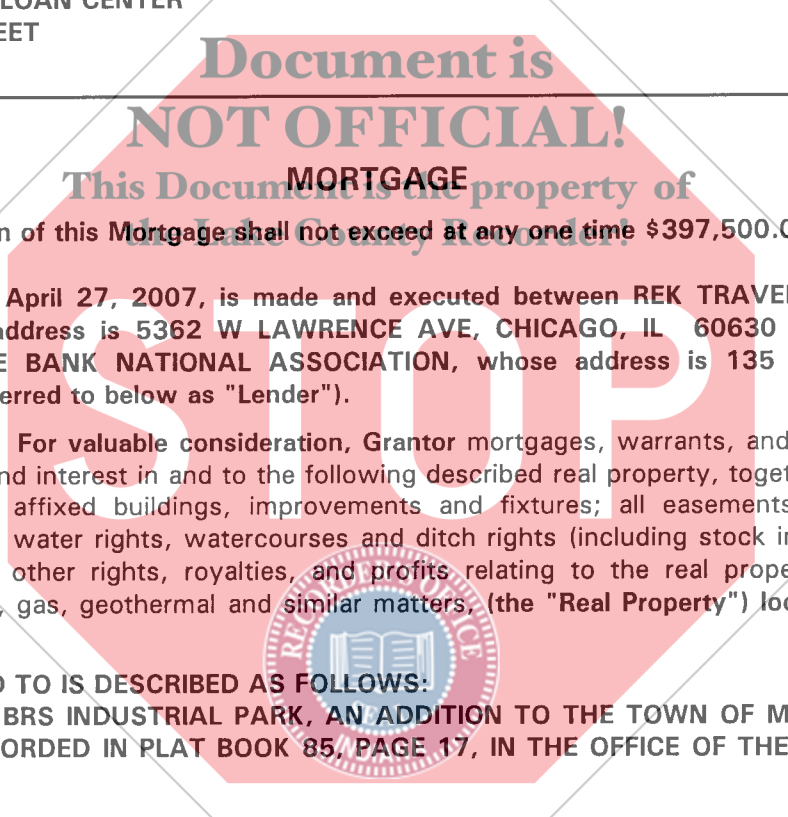 LOAN CENTER
EET
Document is
NOT OFFICIAL!
MORTGAGE
This Document is the property of
the Lake County Recorder!
n of this Mortgage shall not exceed at any one time $397,500.0
April 27, 2007, is made and executed between REK TRAVEL
address is 5362 W LAWRENCE AVE, CHICAGO, IL 60630
E BANK NATIONAL ASSOCIATION, whose address is 135
erred to below as "Lender").
For valuable consideration, Grantor mortgages, warrants, and
nd interest in and to the following described real property, toget
affixed buildings, improvements and fixtures; all easements
water rights, watercourses and ditch rights (including stock in
other rights, royalties, and profits relating to the real prope
, gas, geothermal and similar matters, (the "Real Property") loc
STOP
RECORDER'S OFFICE
SEAL
D TO IS DESCRIBED AS FOLLOWS:
BRS INDUSTRIAL PARK, AN ADDITION TO THE TOWN OF M
ORDED IN PLAT BOOK 85, PAGE 17, IN THE OFFICE OF THE